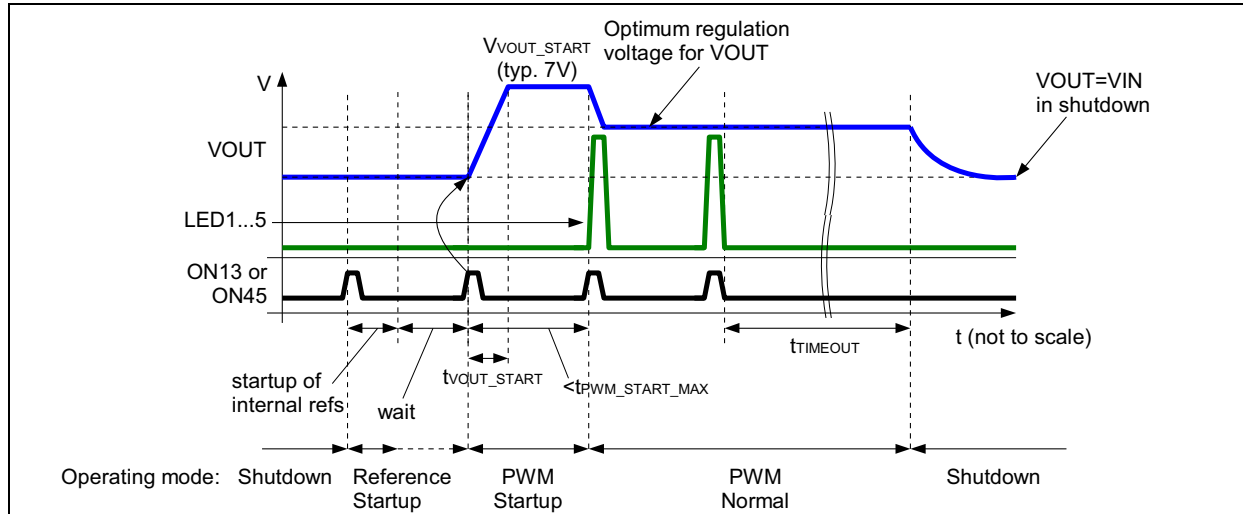 Optimum regulation
voltage for VOUT
VVOUT_START
(typ. 7V)
V
VOUT=VIN
in shutdown
VOUT
LED1...5
ON13 or
ON45
t (not to scale)
tTIMEOUT
tVOUT_START
<tPWM_START_MAX
startup of
internal refs
wait
Operating mode: Shutdown Reference Startup PWM Startup PWM Normal Shutdown